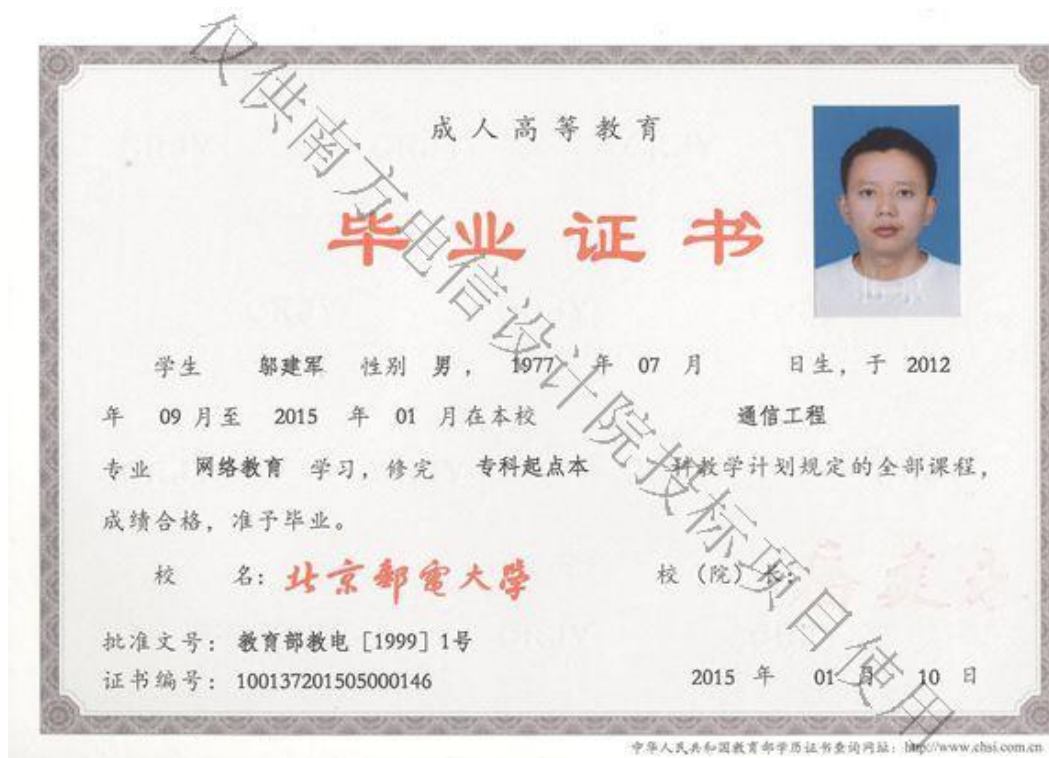 成人高等教育
毕业证书
学生 邬建军 性别 男, 1977 年 07 月 日生, 于 2012
年 09 月至 2015 年 01 月在本校 通信工程
专业 网络教育 学习, 修完 专科起点本 科教学计划规定的全部课程,
成绩合格, 准予毕业。
校 名: 北京郵電大學 校 (院) 长:
批准文号: 教育部教电 [1999] 1号
证书编号: 100137201505000146 2015 年 01 月 10 日
中华人民共和国教育部学历证书查询网址: http://www.chsi.com.cn
仅供南方电信设计院投标项目使用